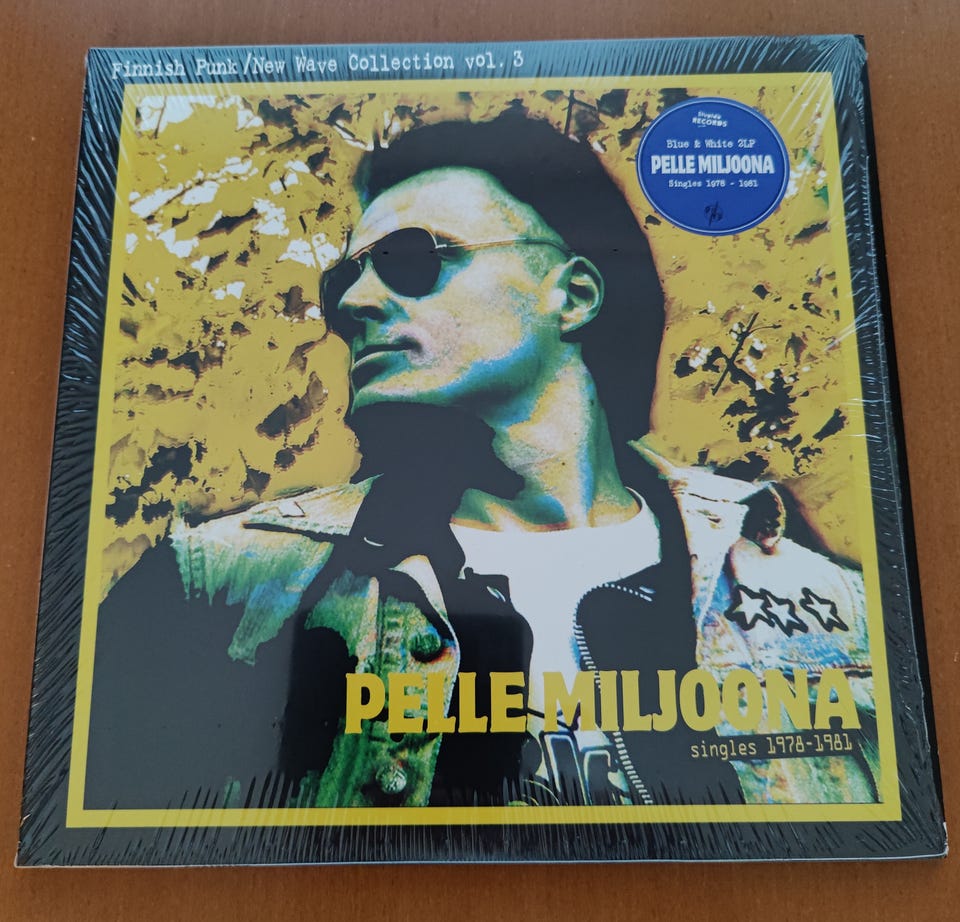 Finnish Punk/New Wave Collection vol. 3
RECORDS
Blue & White 2LP
PELLE MILJOONA
Singles 1978 - 1981
PELLE MILJOONA
singles 1978-1981